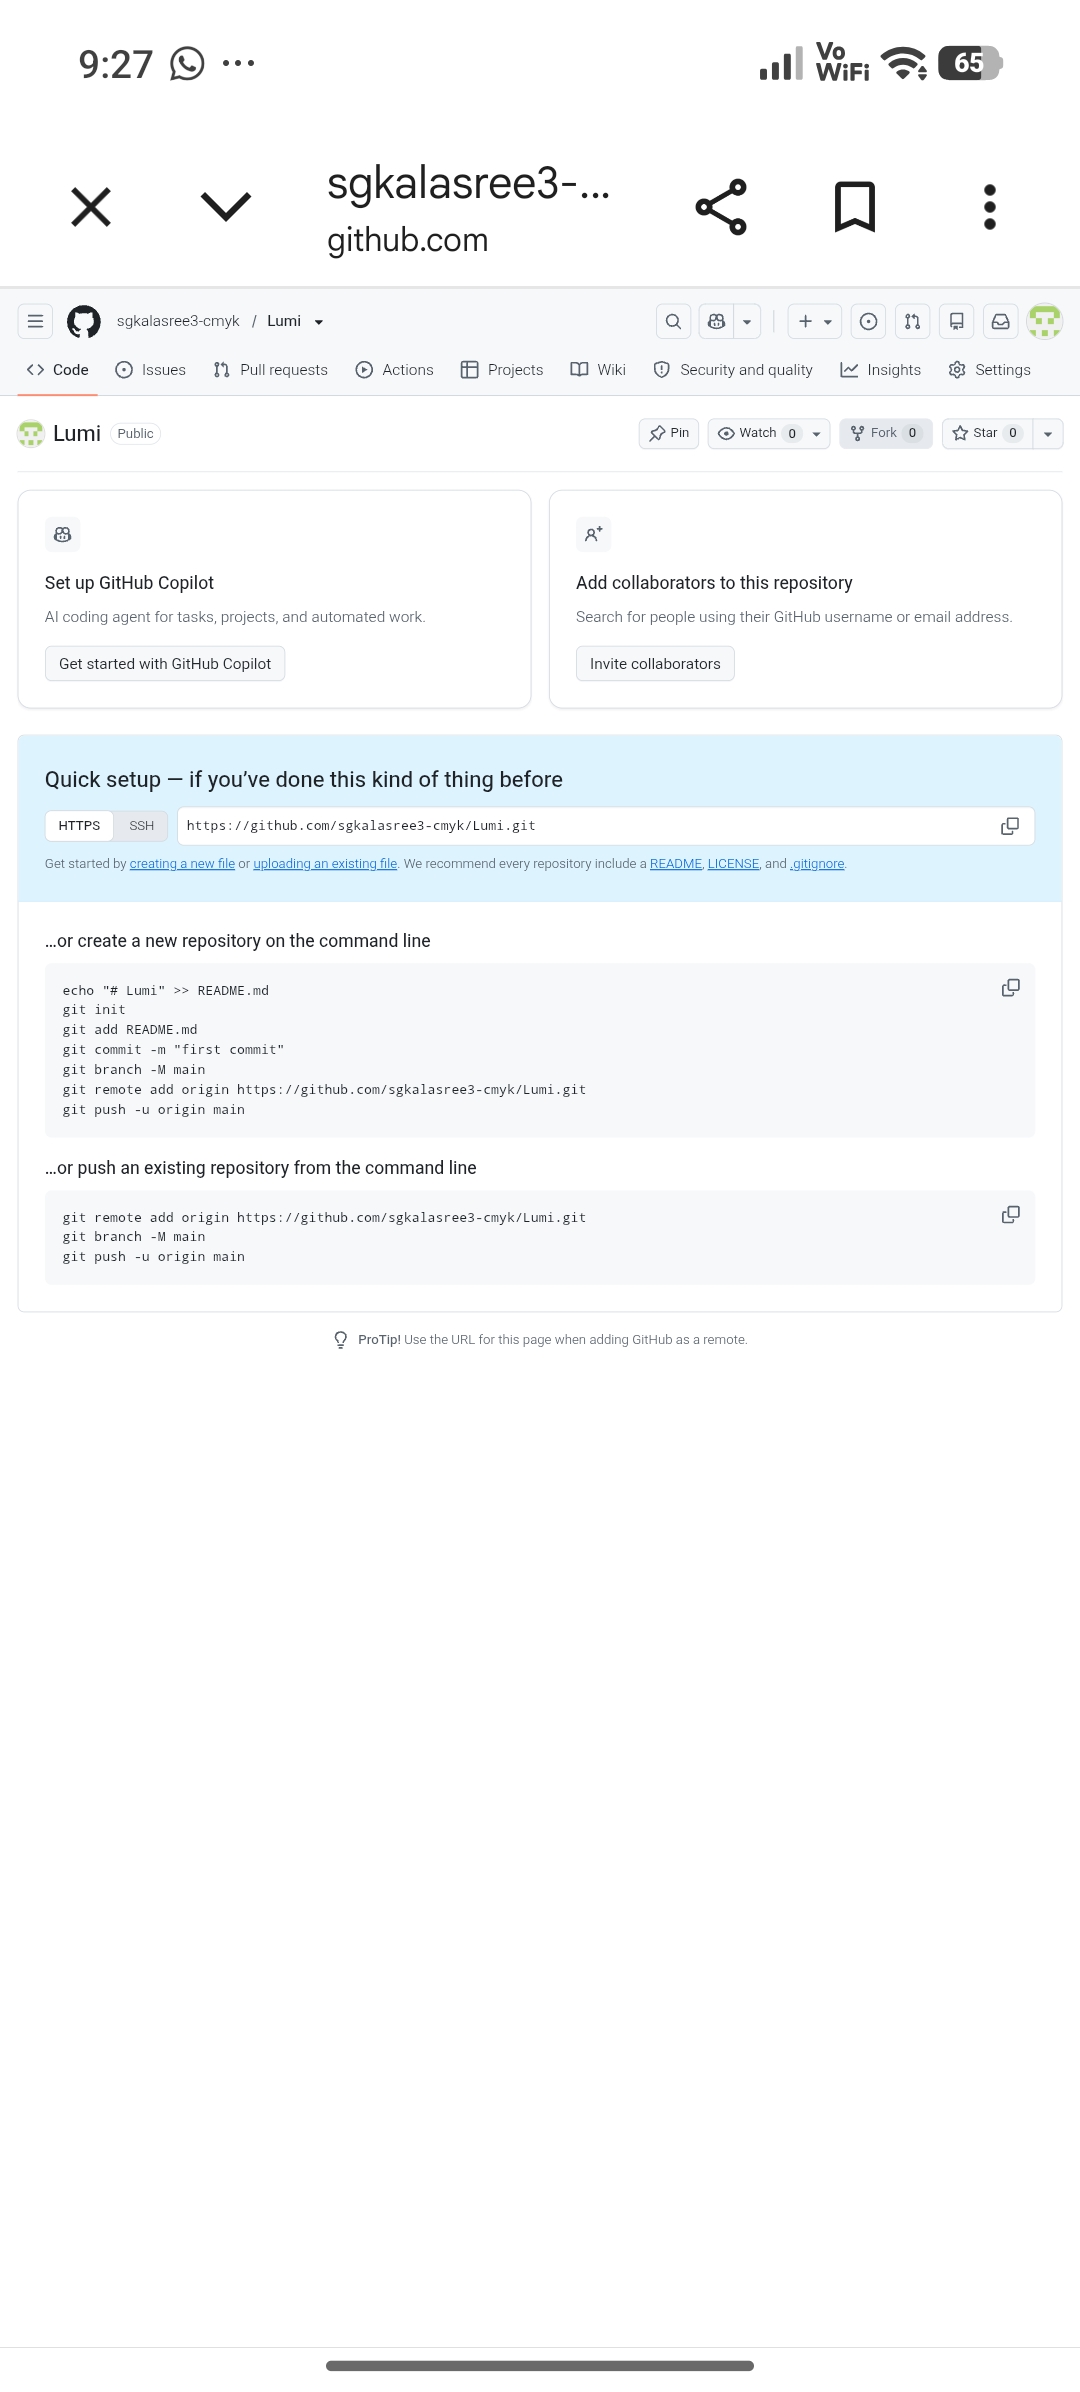 9:27
Vo
WiFi
65
sgkalasree3-...
github.com
sgkalasree3-cmyk / Lumi
Code Issues Pull requests Actions Projects Wiki Security and quality Insights Settings
Lumi Public Pin Watch 0 Fork 0 Star 0
Set up GitHub Copilot
AI coding agent for tasks, projects, and automated work.
Get started with GitHub Copilot
Add collaborators to this repository
Search for people using their GitHub username or email address.
Invite collaborators
Quick setup — if you’ve done this kind of thing before
HTTPS SSH https://github.com/sgkalasree3-cmyk/Lumi.git
Get started by creating a new file or uploading an existing file. We recommend every repository include a README, LICENSE, and .gitignore.
…or create a new repository on the command line
echo "# Lumi" >> README.md
git init
git add README.md
git commit -m "first commit"
git branch -M main
git remote add origin https://github.com/sgkalasree3-cmyk/Lumi.git
git push -u origin main
…or push an existing repository from the command line
git remote add origin https://github.com/sgkalasree3-cmyk/Lumi.git
git branch -M main
git push -u origin main
ProTip! Use the URL for this page when adding GitHub as a remote.